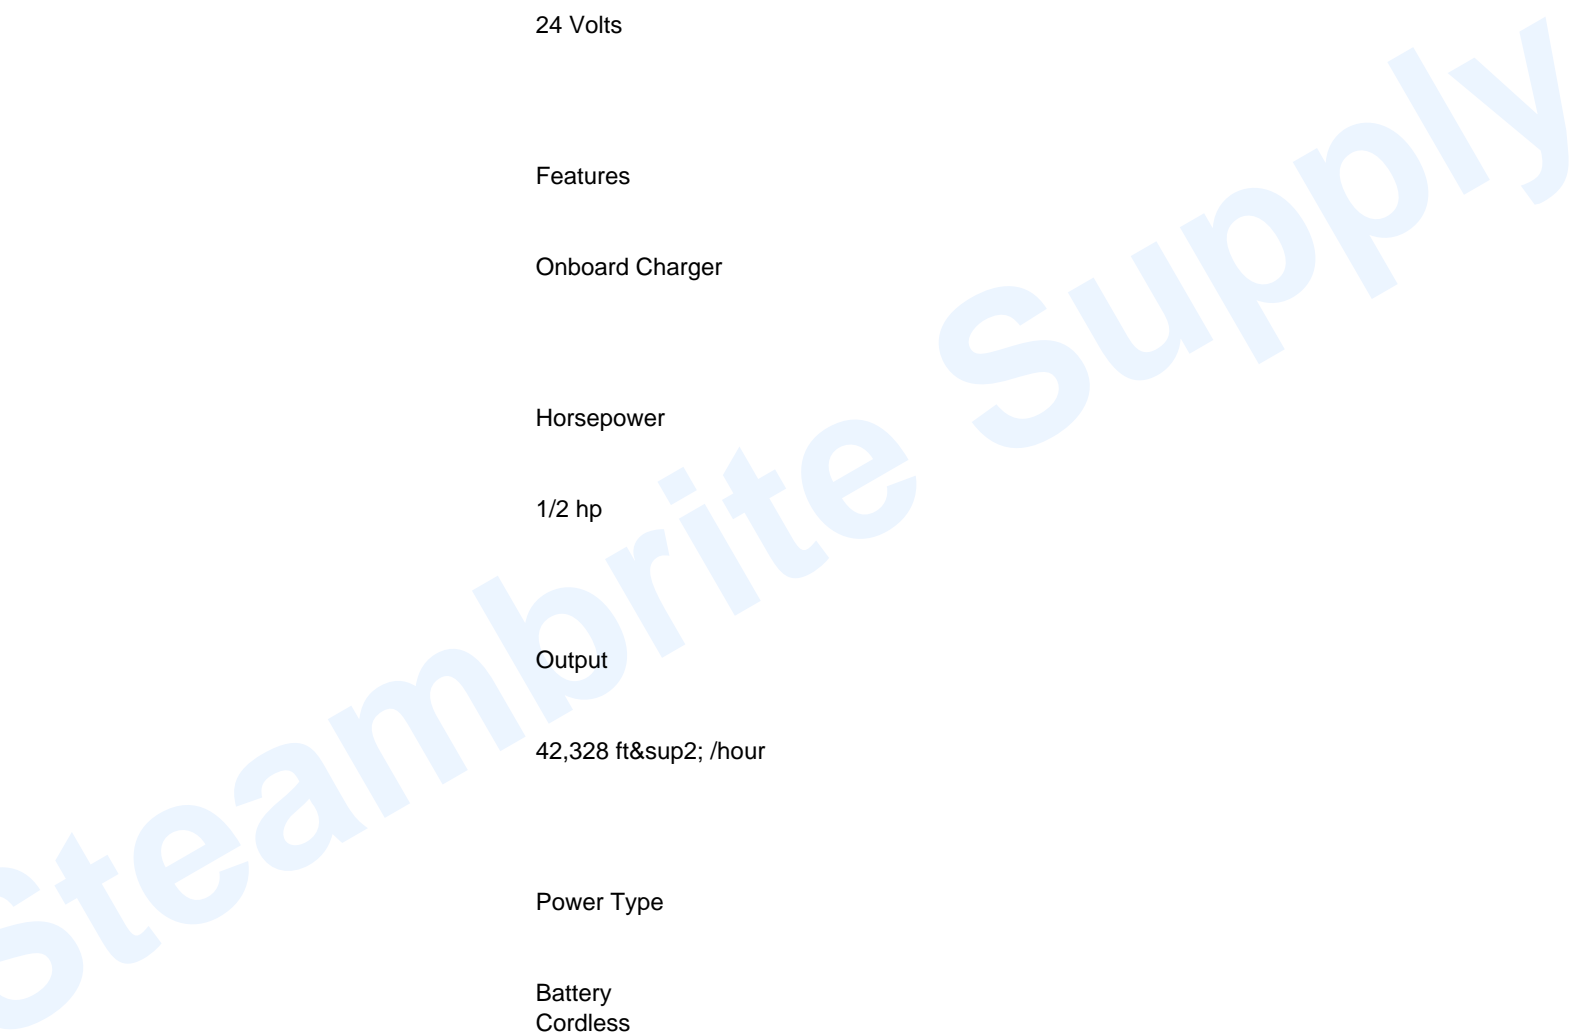 24 Volts
Features
Onboard Charger
Horsepower
1/2 hp
Output
42,328 ft&sup2; /hour
Power Type
Battery
Cordless
Steambrite Supply